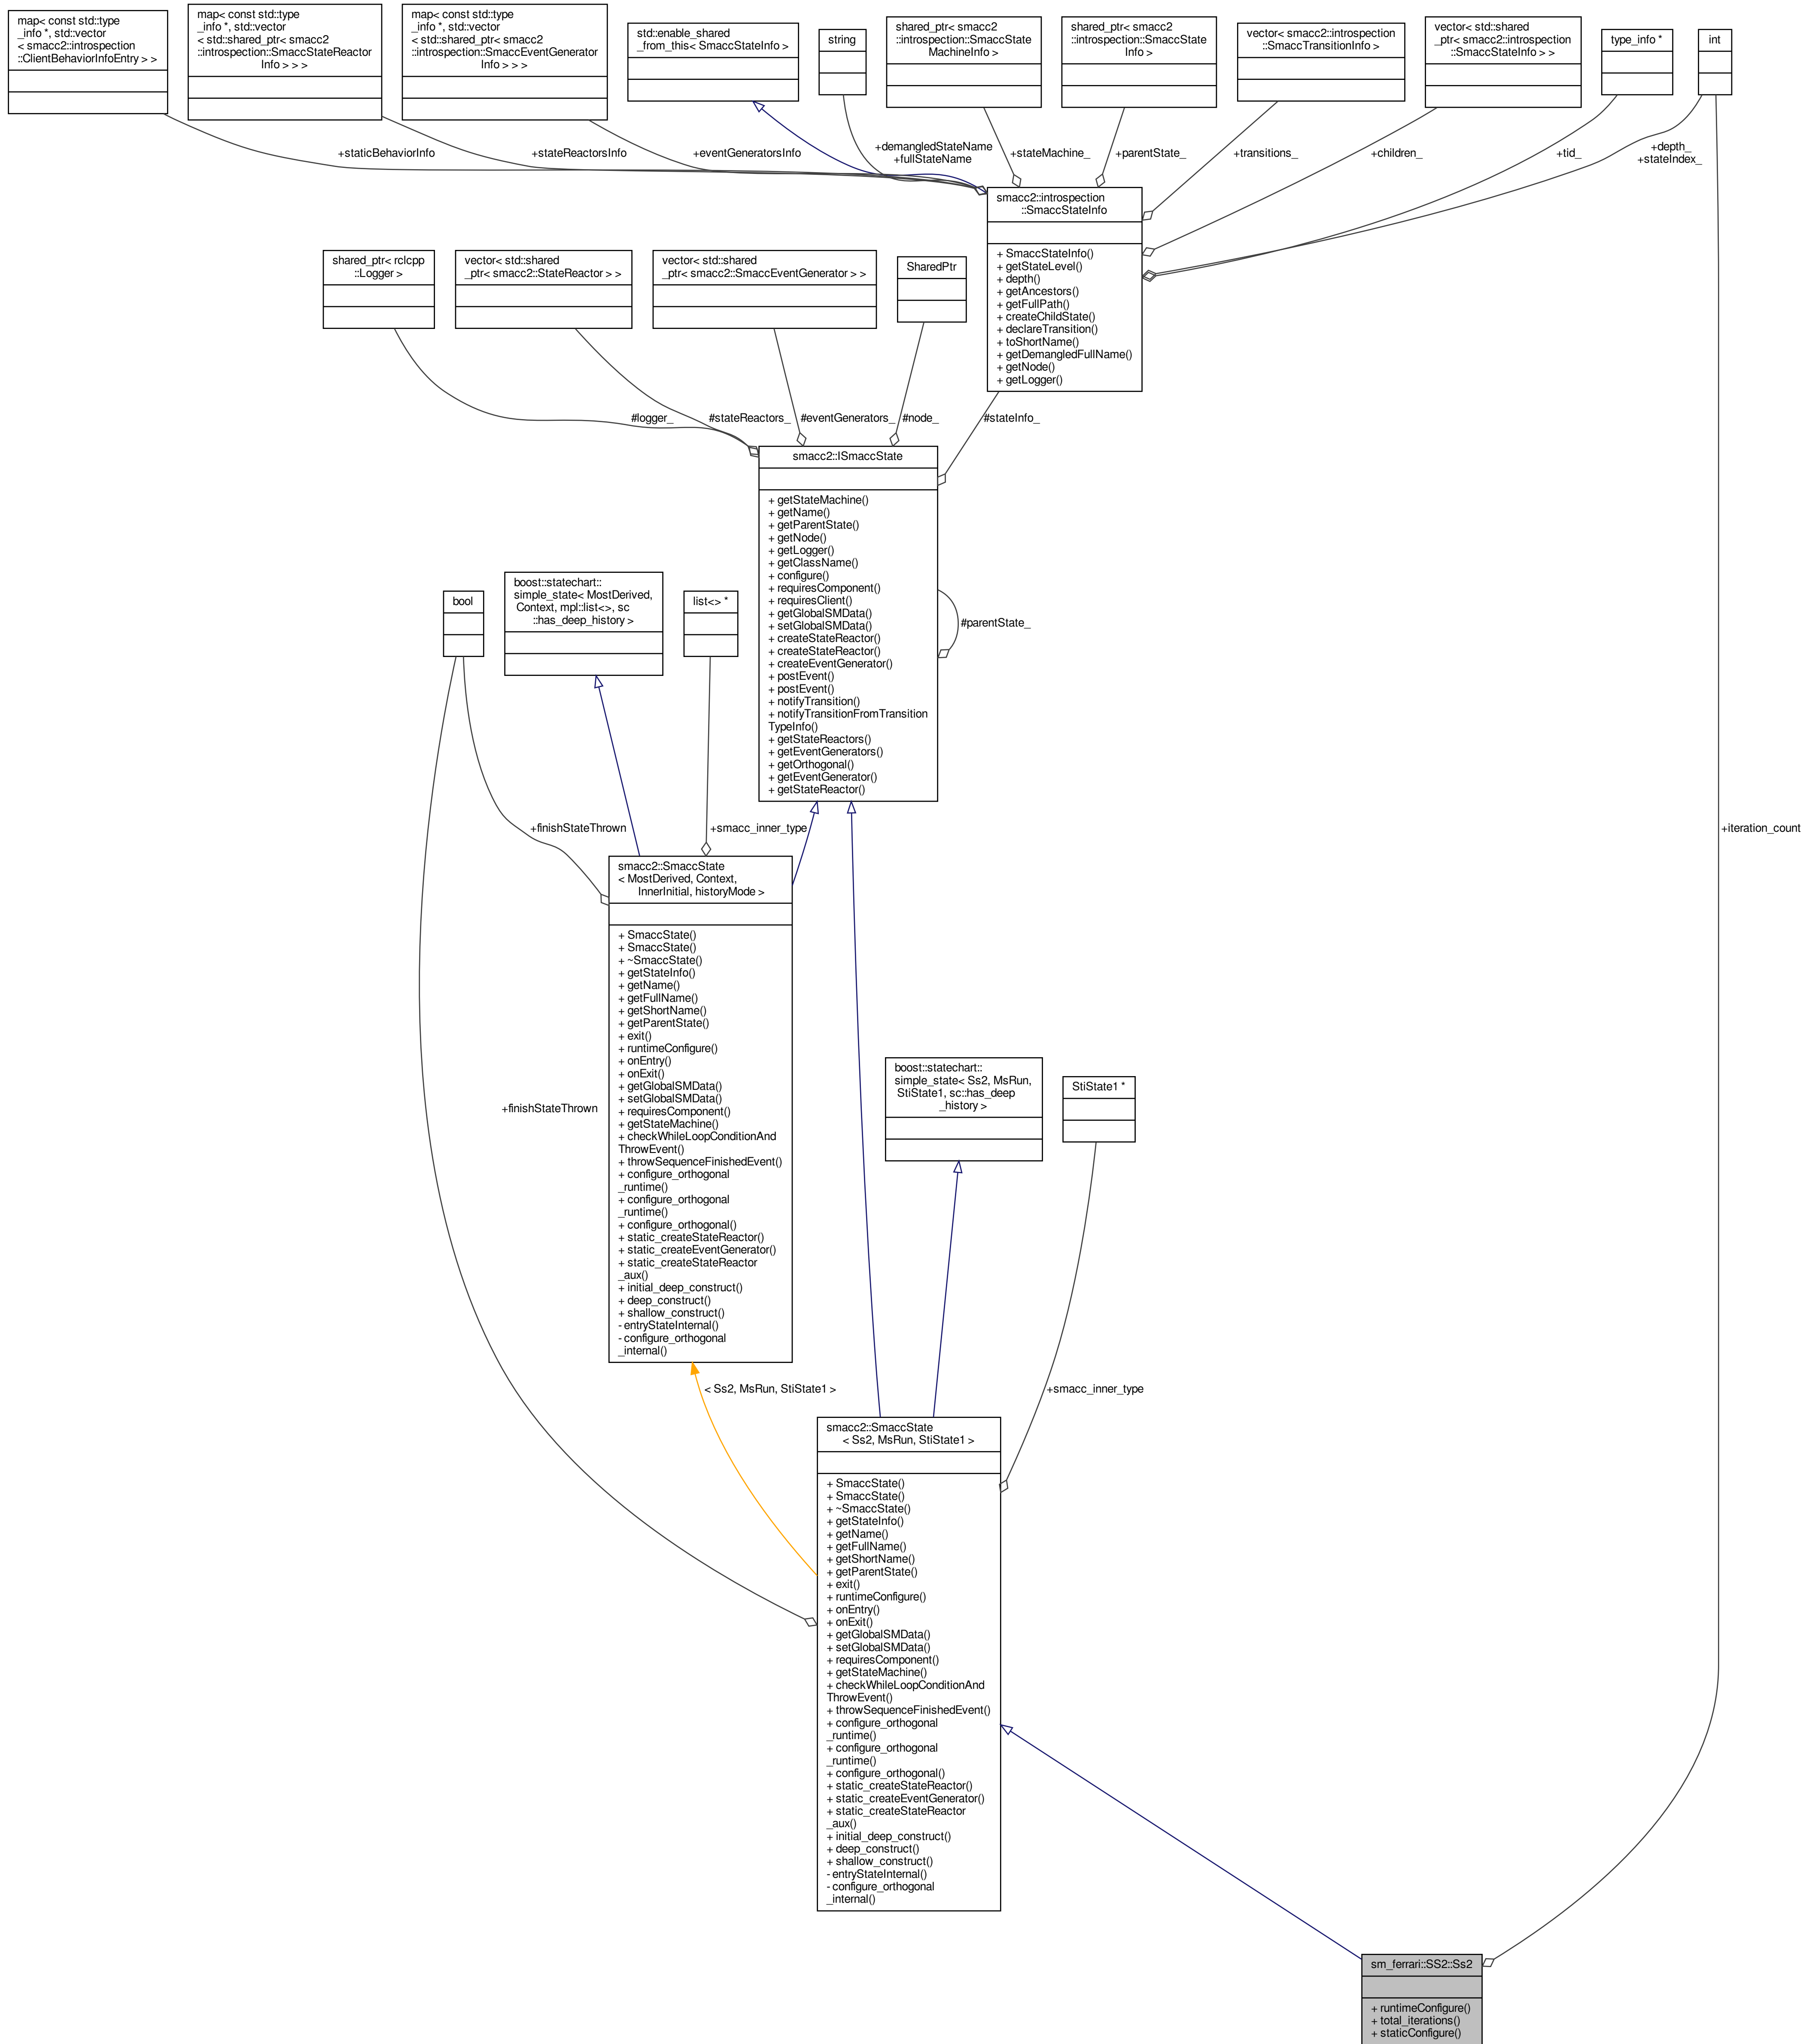 map< const std::type
_info *, std::vector
< smacc2::introspection
::ClientBehaviorInfoEntry > >
map< const std::type
_info *, std::vector
< std::shared_ptr< smacc2
::introspection::SmaccStateReactor
Info > > >
map< const std::type
_info *, std::vector
< std::shared_ptr< smacc2
::introspection::SmaccEventGenerator
Info > > >
std::enable_shared
_from_this< SmaccStateInfo >
string
shared_ptr< smacc2
::introspection::SmaccState
MachineInfo >
shared_ptr< smacc2
::introspection::SmaccState
Info >
vector< smacc2::introspection
::SmaccTransitionInfo >
vector< std::shared
_ptr< smacc2::introspection
::SmaccStateInfo > >
type_info *
int
+staticBehaviorInfo
+stateReactorsInfo
+eventGeneratorsInfo
+demangledStateName
+fullStateName
+stateMachine_
+parentState_
+transitions_
+children_
+tid_
+depth_
+stateIndex_
smacc2::introspection
::SmaccStateInfo
+ SmaccStateInfo()
+ getStateLevel()
+ depth()
+ getAncestors()
+ getFullPath()
+ createChildState()
+ declareTransition()
+ toShortName()
+ getDemangledFullName()
+ getNode()
+ getLogger()
shared_ptr< rclcpp
::Logger >
vector< std::shared
_ptr< smacc2::StateReactor > >
vector< std::shared
_ptr< smacc2::SmaccEventGenerator > >
SharedPtr
#logger_
#stateReactors_
#eventGenerators_
#node_
#stateInfo_
smacc2::ISmaccState
+ getStateMachine()
+ getName()
+ getParentState()
+ getNode()
+ getLogger()
+ getClassName()
+ configure()
+ requiresComponent()
+ requiresClient()
+ getGlobalSMData()
+ setGlobalSMData()
+ createStateReactor()
+ createStateReactor()
+ createEventGenerator()
+ postEvent()
+ postEvent()
+ notifyTransition()
+ notifyTransitionFromTransition
TypeInfo()
+ getStateReactors()
+ getEventGenerators()
+ getOrthogonal()
+ getEventGenerator()
+ getStateReactor()
#parentState_
bool
boost::statechart::
simple_state< MostDerived,
Context, mpl::list<>, sc
::has_deep_history >
list<> *
+finishStateThrown
+smacc_inner_type
+iteration_count
smacc2::SmaccState
< MostDerived, Context,
InnerInitial, historyMode >
+ SmaccState()
+ SmaccState()
+ ~SmaccState()
+ getStateInfo()
+ getName()
+ getFullName()
+ getShortName()
+ getParentState()
+ exit()
+ runtimeConfigure()
+ onEntry()
+ onExit()
+ getGlobalSMData()
+ setGlobalSMData()
+ requiresComponent()
+ getStateMachine()
+ checkWhileLoopConditionAnd
ThrowEvent()
+ throwSequenceFinishedEvent()
+ configure_orthogonal
_runtime()
+ configure_orthogonal
_runtime()
+ configure_orthogonal()
+ static_createStateReactor()
+ static_createEventGenerator()
+ static_createStateReactor
_aux()
+ initial_deep_construct()
+ deep_construct()
+ shallow_construct()
- entryStateInternal()
- configure_orthogonal
_internal()
+finishStateThrown
boost::statechart::
simple_state< Ss2, MsRun,
StiState1, sc::has_deep
_history >
StiState1 *
< Ss2, MsRun, StiState1 >
+smacc_inner_type
smacc2::SmaccState
< Ss2, MsRun, StiState1 >
+ SmaccState()
+ SmaccState()
+ ~SmaccState()
+ getStateInfo()
+ getName()
+ getFullName()
+ getShortName()
+ getParentState()
+ exit()
+ runtimeConfigure()
+ onEntry()
+ onExit()
+ getGlobalSMData()
+ setGlobalSMData()
+ requiresComponent()
+ getStateMachine()
+ checkWhileLoopConditionAnd
ThrowEvent()
+ throwSequenceFinishedEvent()
+ configure_orthogonal
_runtime()
+ configure_orthogonal
_runtime()
+ configure_orthogonal()
+ static_createStateReactor()
+ static_createEventGenerator()
+ static_createStateReactor
_aux()
+ initial_deep_construct()
+ deep_construct()
+ shallow_construct()
- entryStateInternal()
- configure_orthogonal
_internal()
sm_ferrari::SS2::Ss2
+ runtimeConfigure()
+ total_iterations()
+ staticConfigure()